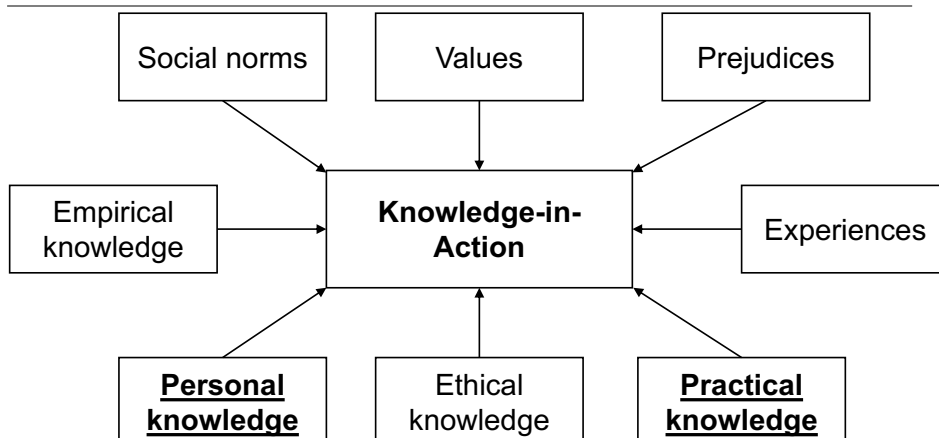 Social norms
Values
Prejudices
Empirical
knowledge
Knowledge-in-
Action
Experiences
Personal
knowledge
Ethical
knowledge
Practical
knowledge